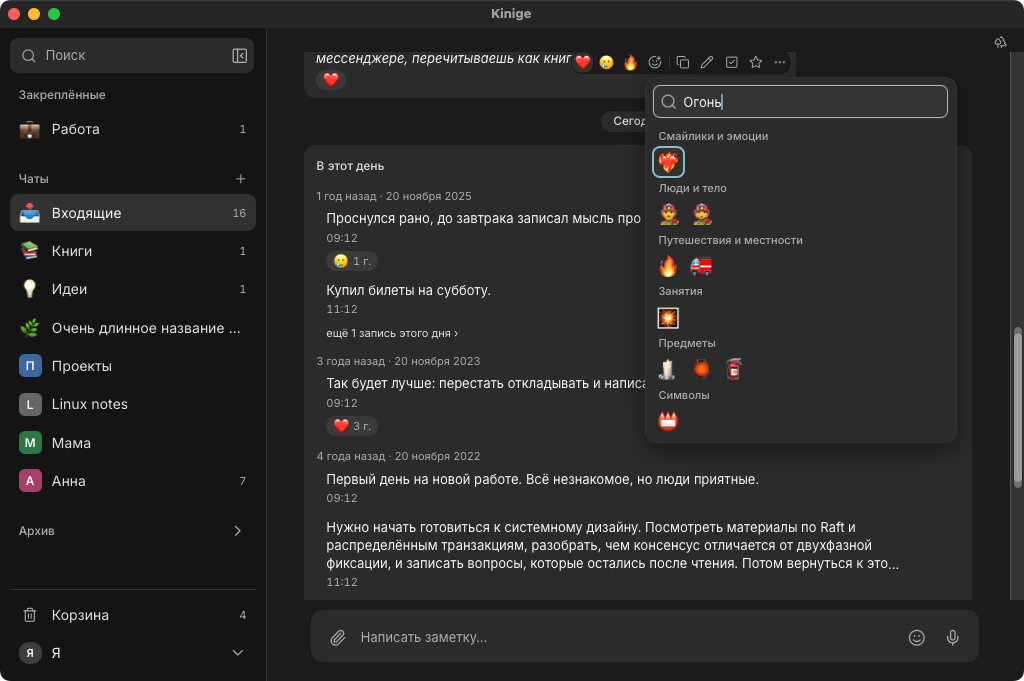 Kinige
Поиск
Закреплённые
Работа 1
Чаты
Входящие 16
Книги 1
Идеи 1
Очень длинное название ...
П Проекты
L Linux notes
М Мама
А Анна 7
Архив
Корзина 4
Я Я
мессенджере, перечитываешь как книг
Огонь
Смайлики и эмоции
Люди и тело
Путешествия и местности
Занятия
Предметы
Символы
В этот день
1 год назад · 20 ноября 2025
Проснулся рано, до завтрака записал мысль про
09:12
1 г.
Купил билеты на субботу.
11:12
ещё 1 запись этого дня ›
3 года назад · 20 ноября 2023
Так будет лучше: перестать откладывать и
09:12
3 г.
4 года назад · 20 ноября 2022
Первый день на новой работе. Всё незнакомое, но люди приятные.
09:12
Нужно начать готовиться к системному дизайну. Посмотреть материалы по Raft и
распределённым транзакциям, разобрать, чем консенсус отличается от двухфазной
фиксации, и записать вопросы, которые остались после чтения. Потом вернуться к это...
11:12
Написать заметку...